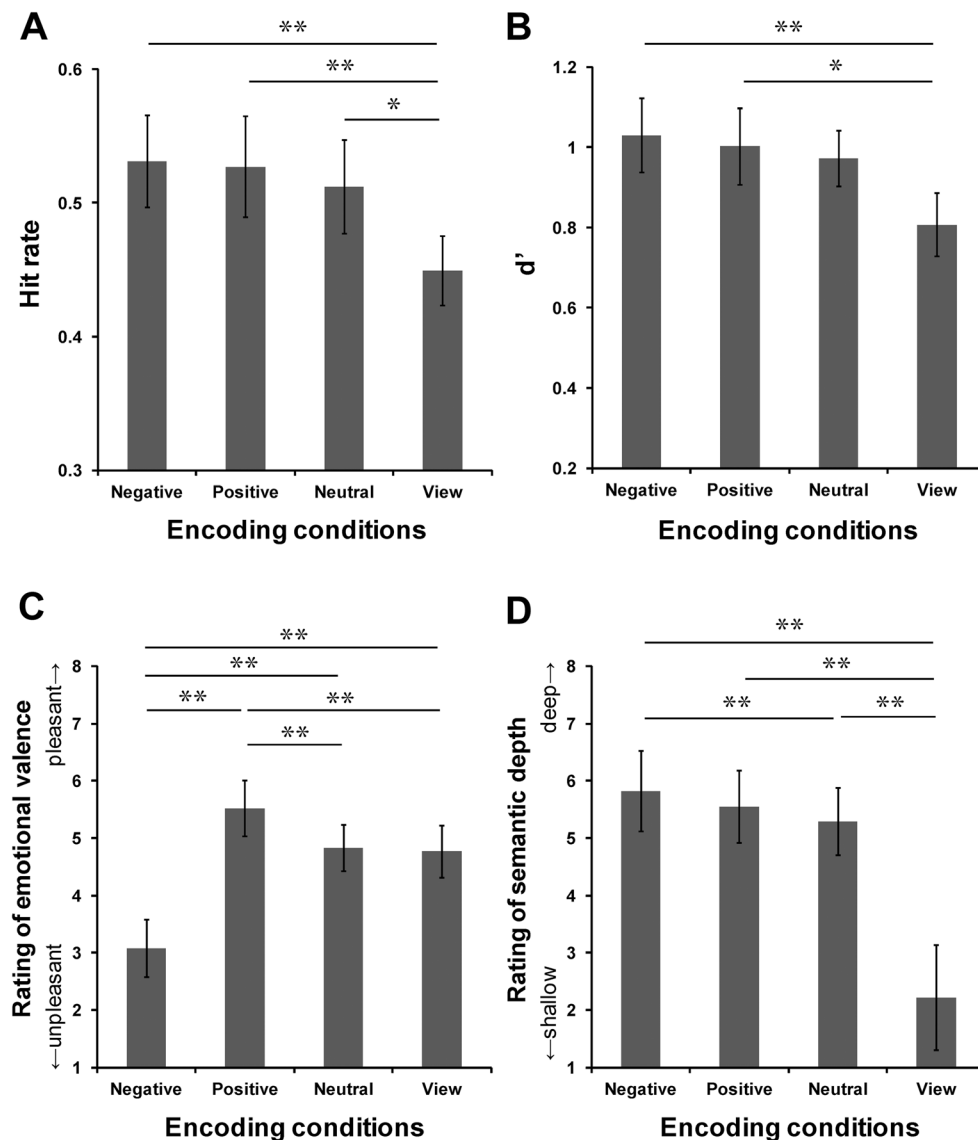 A
**
**
*
0.6
0.5
0.4
0.3
Hit rate
Negative Positive Neutral View
Encoding conditions
B
**
*
1.2
1
0.8
0.6
0.4
0.2
d’
Negative Positive Neutral View
Encoding conditions
C
**
**
** **
**
8
7
6
5
4
3
2
1
Rating of emotional valence
←unpleasant pleasant→
Negative Positive Neutral View
Encoding conditions
D
**
**
** **
8
7
6
5
4
3
2
1
Rating of semantic depth
←shallow deep→
Negative Positive Neutral View
Encoding conditions